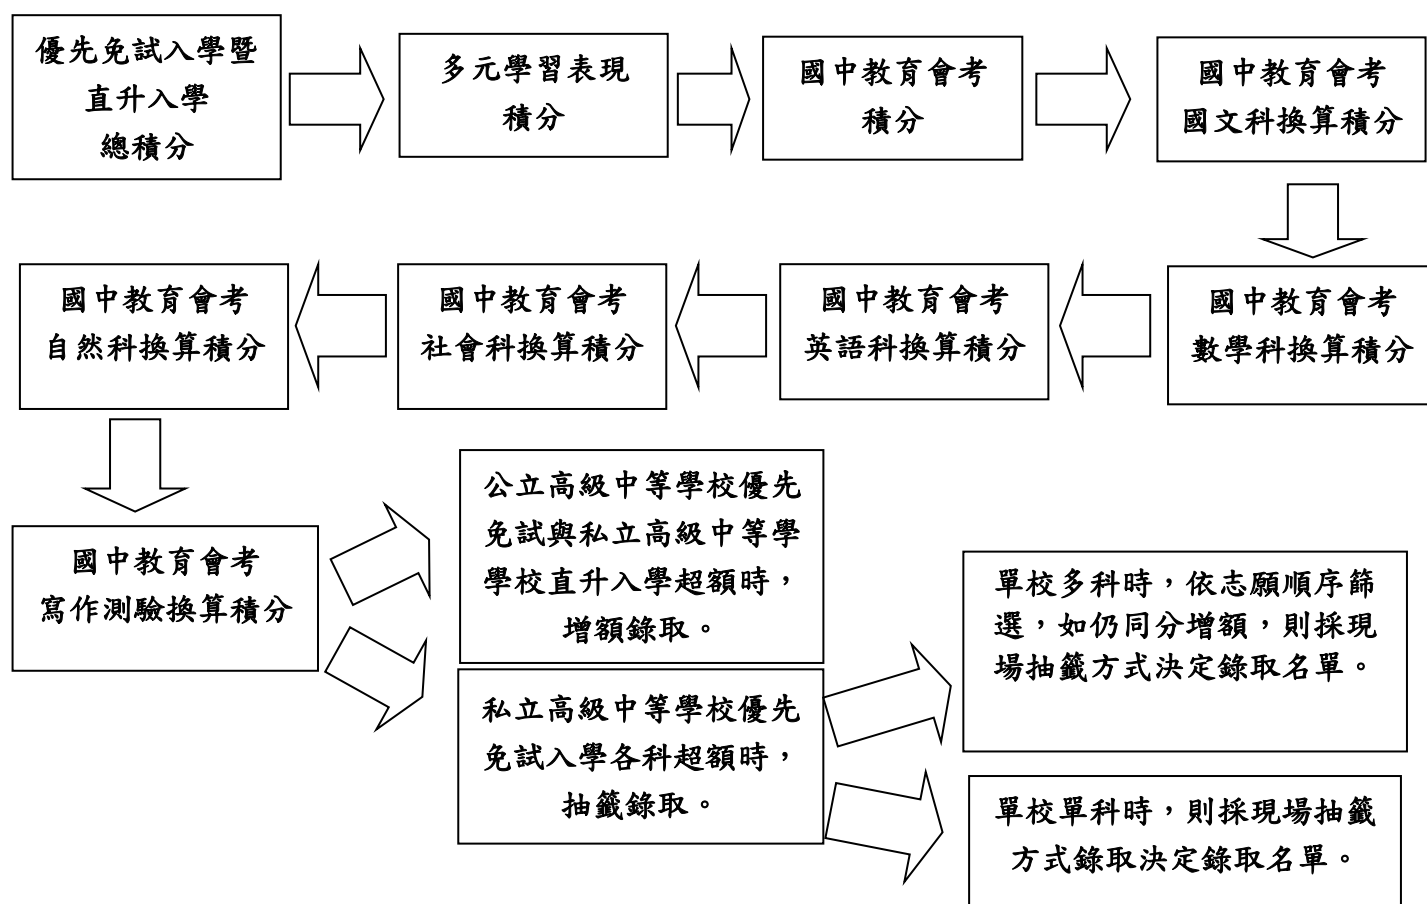 優先免試入學暨
直升入學
總積分
多元學習表現
積分
國中教育會考
積分
國中教育會考
國文科換算積分
國中教育會考
數學科換算積分
國中教育會考
英語科換算積分
國中教育會考
社會科換算積分
國中教育會考
自然科換算積分
國中教育會考
寫作測驗換算積分
公立高級中等學校優先
免試與私立高級中等學
學校直升入學超額時，
增額錄取。
私立高級中等學校優先
免試入學各科超額時，
抽籤錄取。
單校多科時，依志願順序篩
選，如仍同分增額，則採現
場抽籤方式決定錄取名單。
單校單科時，則採現場抽籤
方式錄取決定錄取名單。